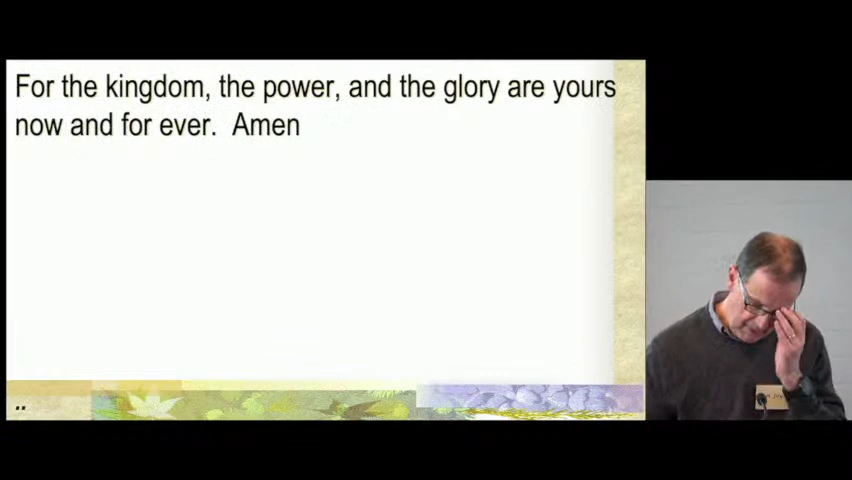 For the kingdom, the power, and the glory are yours
now and for ever.  Amen
..